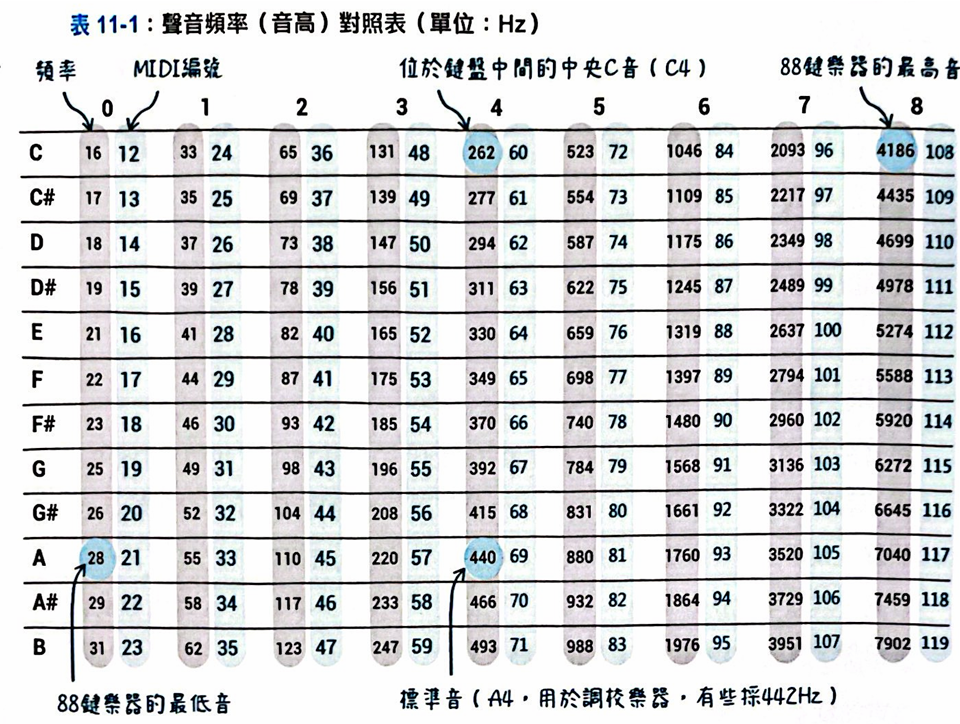 表 11-1：聲音頻率（音高）對照表（單位：Hz）
頻率 MIDI編號 位於鍵盤中間的中央C音（C4） 88鍵樂器的最高音
0 1 2 3 4 5 6 7 8
C 16 12 33 24 65 36 131 48 262 60 523 72 1046 84 2093 96 4186 108
C# 17 13 35 25 69 37 139 49 277 61 554 73 1109 85 2217 97 4435 109
D 18 14 37 26 73 38 147 50 294 62 587 74 1175 86 2349 98 4699 110
D# 19 15 39 27 78 39 156 51 311 63 622 75 1245 87 2489 99 4978 111
E 21 16 41 28 82 40 165 52 330 64 659 76 1319 88 2637 100 5274 112
F 22 17 44 29 87 41 175 53 349 65 698 77 1397 89 2794 101 5588 113
F# 23 18 46 30 93 42 185 54 370 66 740 78 1480 90 2960 102 5920 114
G 25 19 49 31 98 43 196 55 392 67 784 79 1568 91 3136 103 6272 115
G# 26 20 52 32 104 44 208 56 415 68 831 80 1661 92 3322 104 6645 116
A 28 21 55 33 110 45 220 57 440 69 880 81 1760 93 3520 105 7040 117
A# 29 22 58 34 117 46 233 58 466 70 932 82 1864 94 3729 106 7459 118
B 31 23 62 35 123 47 247 59 493 71 988 83 1976 95 3951 107 7902 119
88鍵樂器的最低音 標準音（A4，用於調校樂器，有些採442Hz）